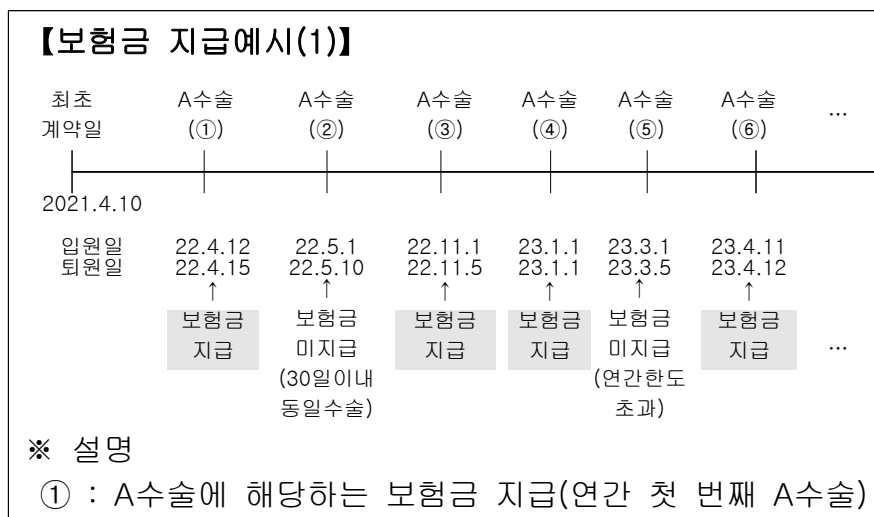 【보험금 지급예시(1)】
최초 A수술 A수술 A수술 A수술 A수술 A수술
계약일 (①) (②) (③) (④) (⑤) (⑥) …
2021.4.10
입원일 22.4.12 22.5.1 22.11.1 23.1.1 23.3.1 23.4.11
퇴원일 22.4.15 22.5.10 22.11.5 23.1.1 23.3.5 23.4.12
↑ ↑ ↑ ↑ ↑ ↑
보험금 보험금 보험금 보험금 보험금 보험금
지급 미지급 지급 지급 미지급 지급 …
(30일이내 (연간한도
동일수술) 초과)
※ 설명
① : A수술에 해당하는 보험금 지급(연간 첫 번째 A수술)